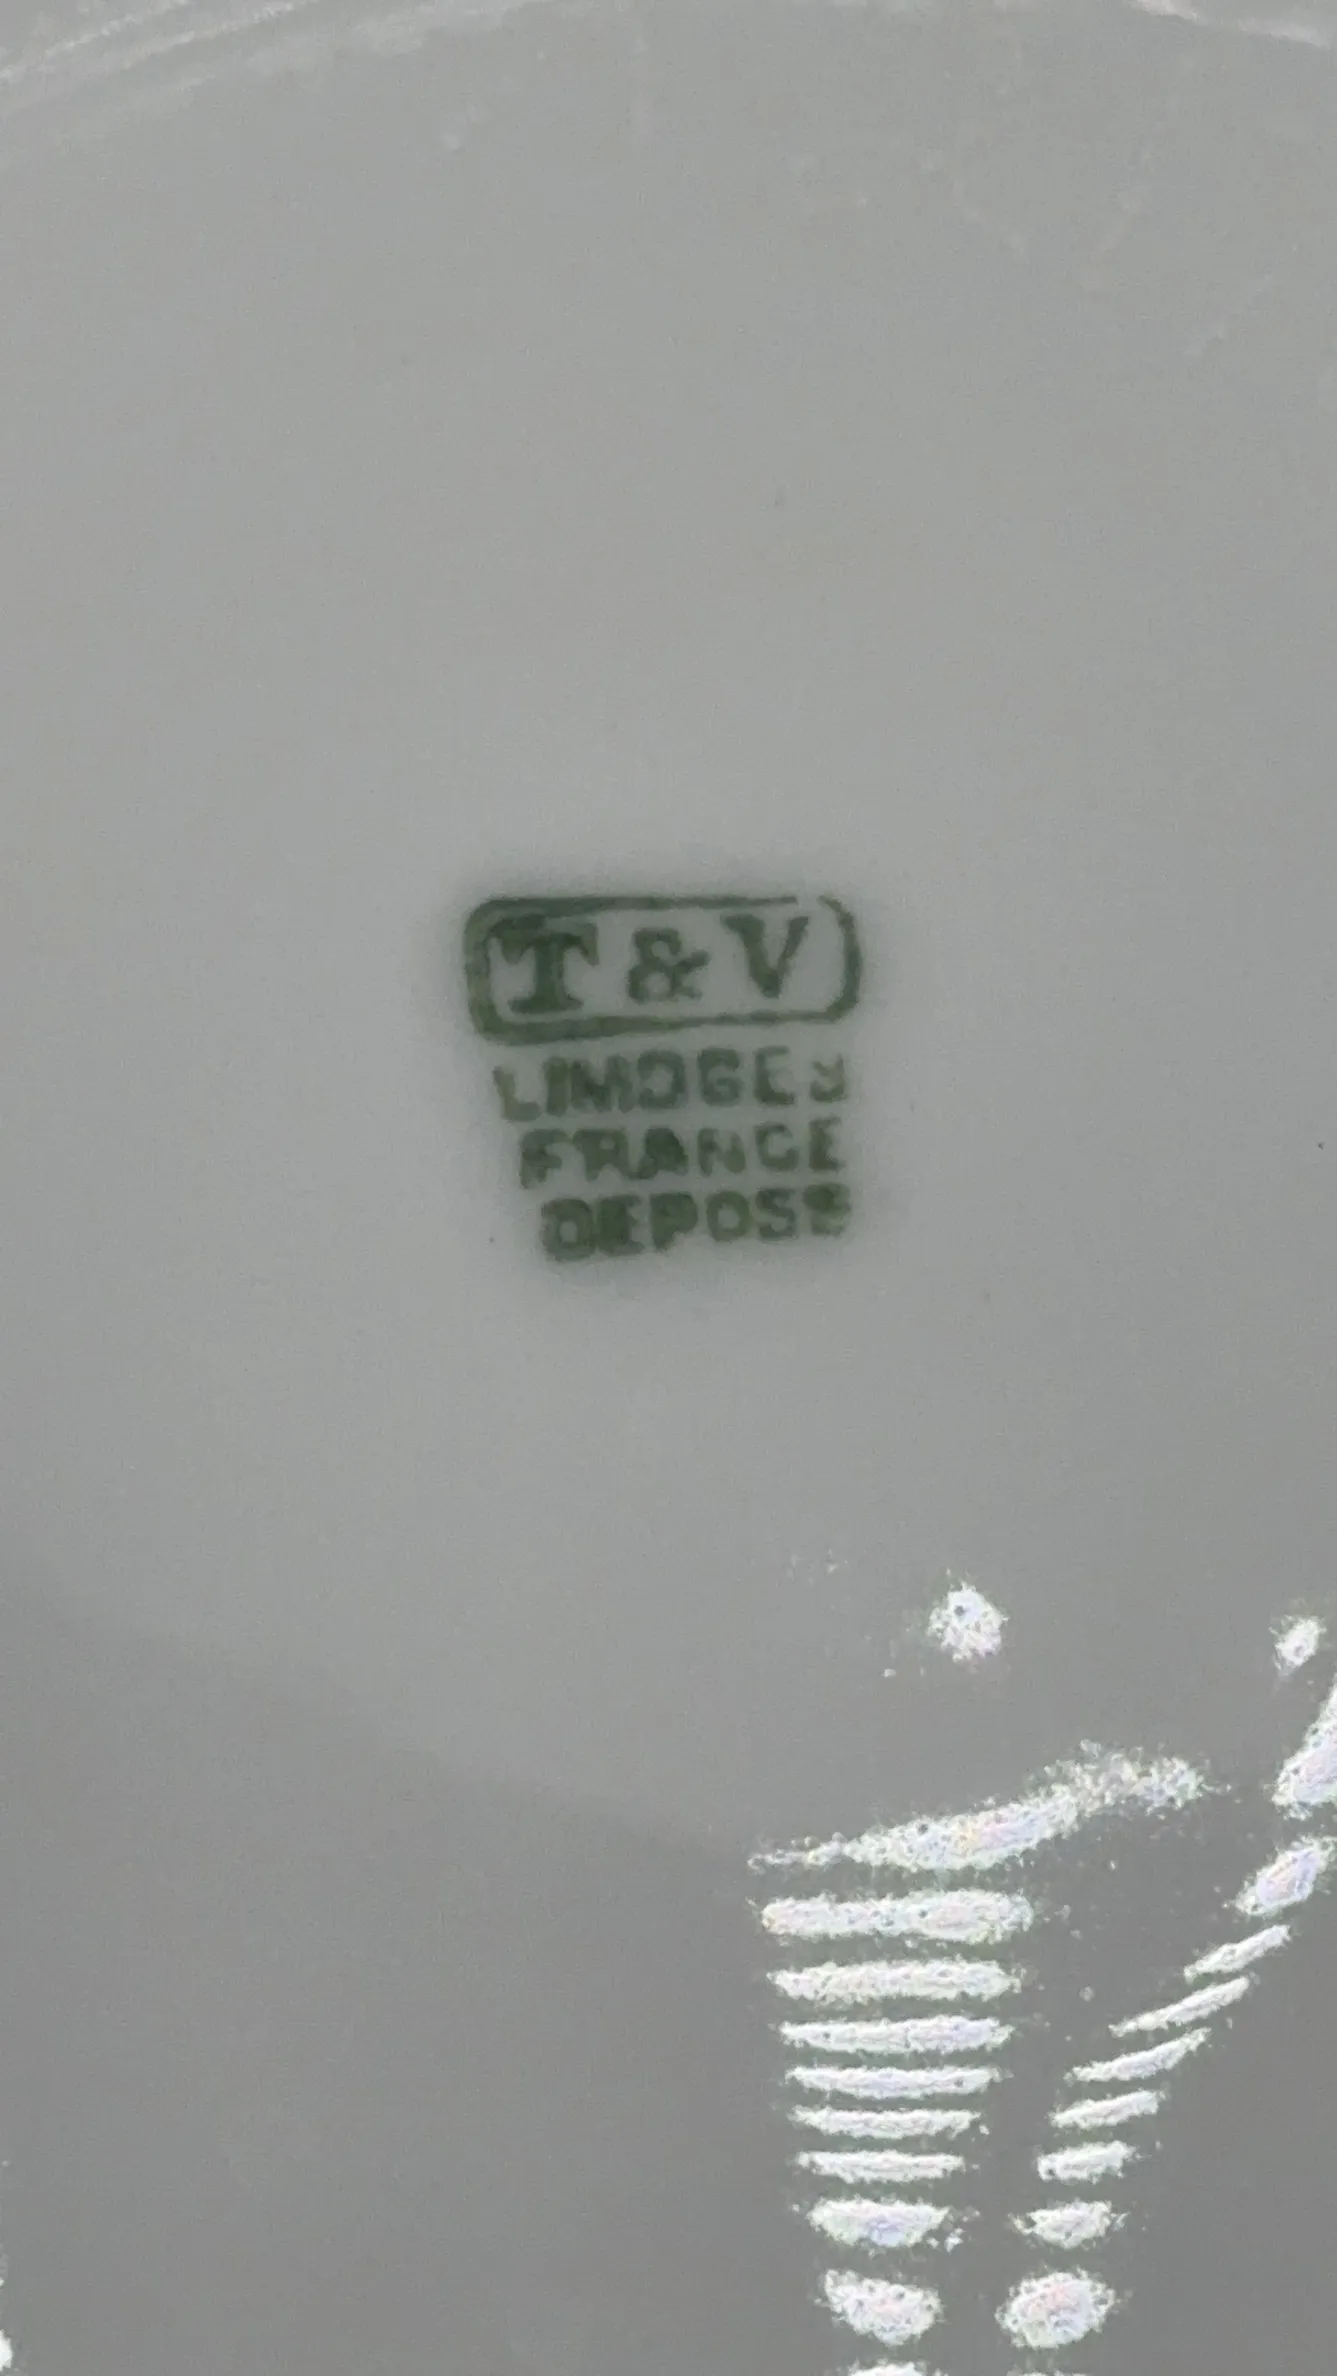 T & V
LIMOGES
FRANCE
DEPOSE